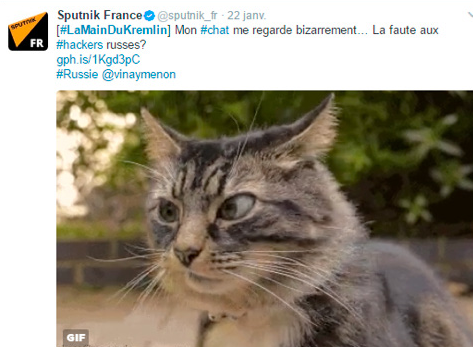 Sputnik France @sputnik_fr · 22 janv.
[#LaMainDuKremlin] Mon #chat me regarde bizarrement... La faute aux
#hackers russes?
gph.is/1Kgd3pC
#Russie @vinaymenon
SPUTNIK
FR
GIF